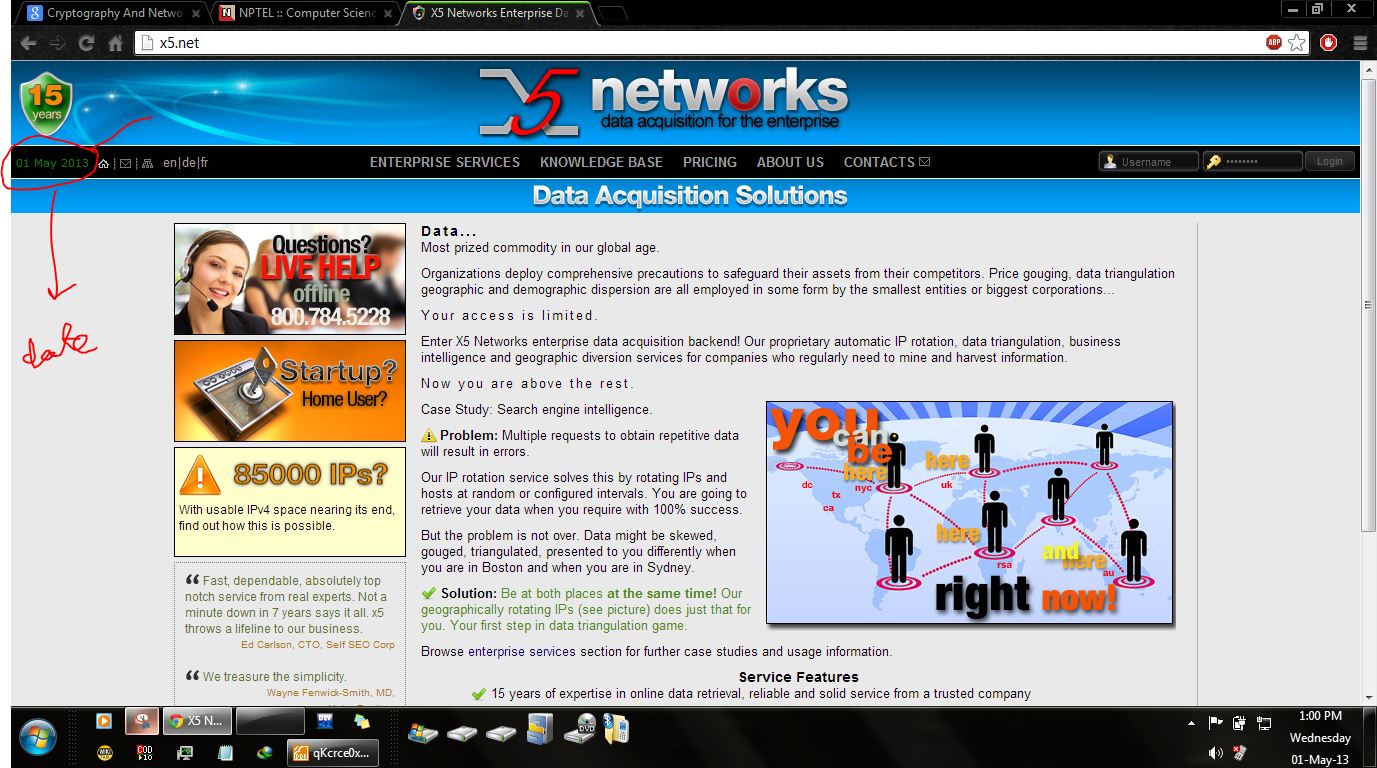 Cryptography And Netwo
NPTEL :: Computer Scienc
X5 Networks Enterprise Da
x5.net
ABP
15
years
X5 networks
data acquisition for the enterprise
01 May 2013
en|de|fr
ENTERPRISE SERVICES KNOWLEDGE BASE PRICING ABOUT US CONTACTS
Username
••••••••
Login
Data Acquisition Solutions
date
Questions?
LIVE HELP
offline
800.784.5228
Startup?
Home User?
85000 IPs?
With usable IPv4 space nearing its end,
find out how this is possible.
Fast, dependable, absolutely top
notch service from real experts. Not a
minute down in 7 years says it all. x5
throws a lifeline to our business.
Ed Carlson, CTO, Self SEO Corp
We treasure the simplicity.
Wayne Fenwick-Smith, MD,
Data...
Most prized commodity in our global age.
Organizations deploy comprehensive precautions to safeguard their assets from their competitors. Price gouging, data triangulation
geographic and demographic dispersion are all employed in some form by the smallest entities or biggest corporations...
Your access is limited.
Enter X5 Networks enterprise data acquisition backend! Our proprietary automatic IP rotation, data triangulation, business
intelligence and geographic diversion services for companies who regularly need to mine and harvest information.
Now you are above the rest.
Case Study: Search engine intelligence.
Problem: Multiple requests to obtain repetitive data
will result in errors.
Our IP rotation service solves this by rotating IPs and
hosts at random or configured intervals. You are going to
retrieve your data when you require with 100% success.
But the problem is not over. Data might be skewed,
gouged, triangulated, presented to you differently when
you are in Boston and when you are in Sydney.
Solution: Be at both places at the same time! Our
geographically rotating IPs (see picture) does just that for
you. Your first step in data triangulation game.
you
can
be
here
here
here
and
here
right now!
dc
tx
ca
nyc
uk
rsa
au
Browse enterprise services section for further case studies and usage information.
Service Features
15 years of expertise in online data retrieval, reliable and solid service from a trusted company
X5 N...
WIKI
COD
10
DVD
qKcrce0x...
1:00 PM
Wednesday
01-May-13